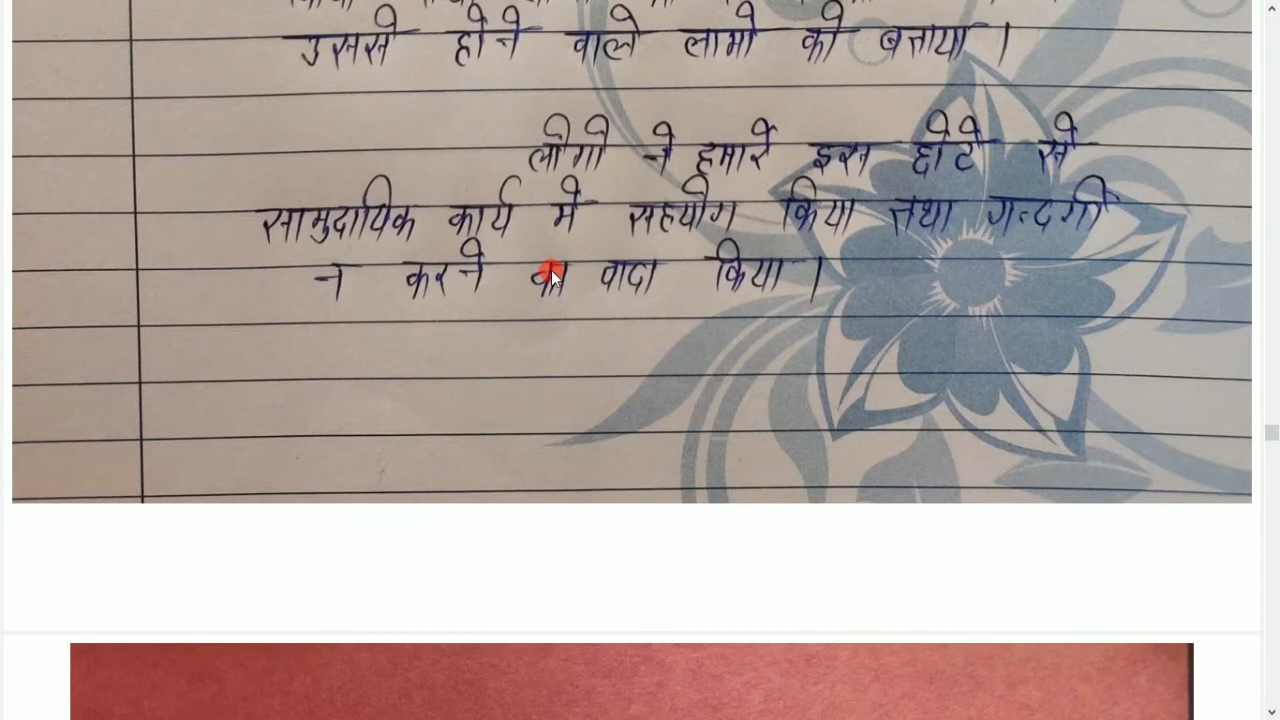 उससे होने वाले लाभो को बताया ।
लोगो ने हमारे इस छोटे से
सामुदायिक कार्य मे सहयोग किया तथा गन्दगी
न करने का वादा किया ।